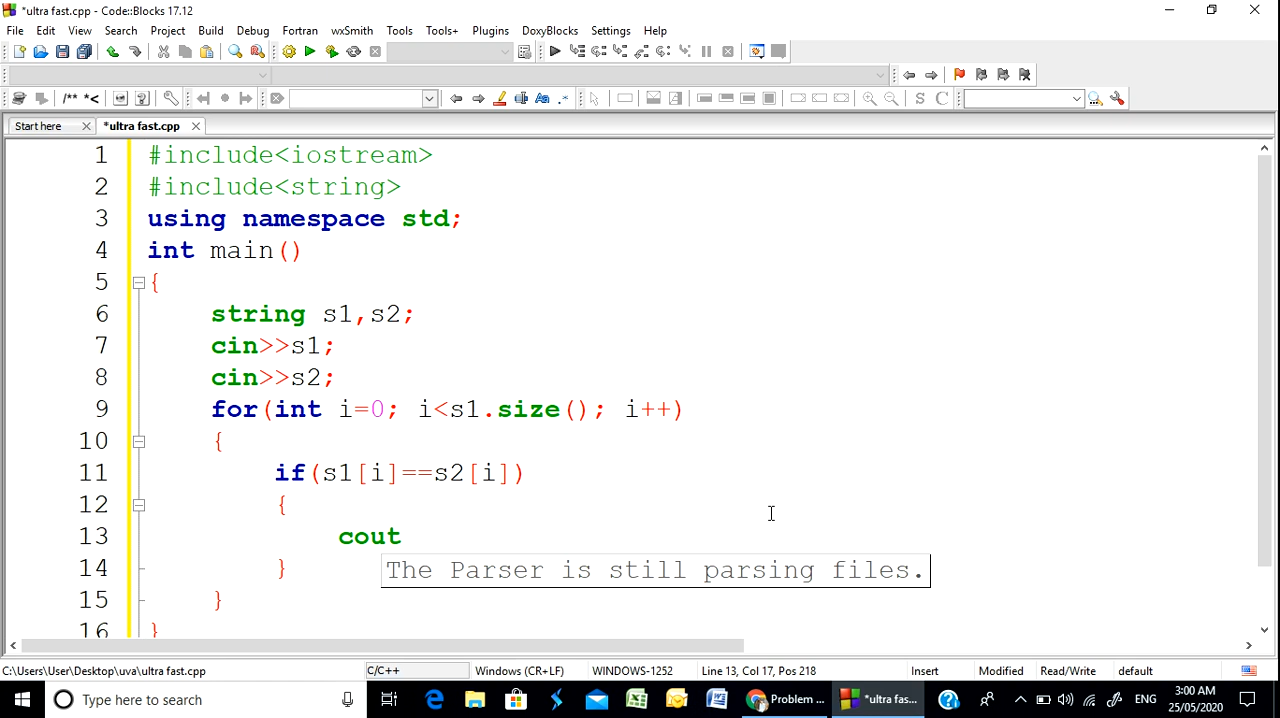 *ultra fast.cpp - Code::Blocks 17.12
File Edit View Search Project Build Debug Fortran wxSmith Tools Tools+ Plugins DoxyBlocks Settings Help
/** *<
S C
Start here *ultra fast.cpp
1 #include<iostream>
2 #include<string>
3 using namespace std;
4 int main()
5 {
6 string s1,s2;
7 cin>>s1;
8 cin>>s2;
9 for(int i=0; i<s1.size(); i++)
10 {
11 if(s1[i]==s2[i])
12 {
13 cout
14 }
The Parser is still parsing files.
15 }
16 }
C:\Users\User\Desktop\uva\ultra fast.cpp C/C++ Windows (CR+LF) WINDOWS-1252 Line 13, Col 17, Pos 218 Insert Modified Read/Write default
Type here to search Problem ... *ultra fas... ENG 3:00 AM
25/05/2020